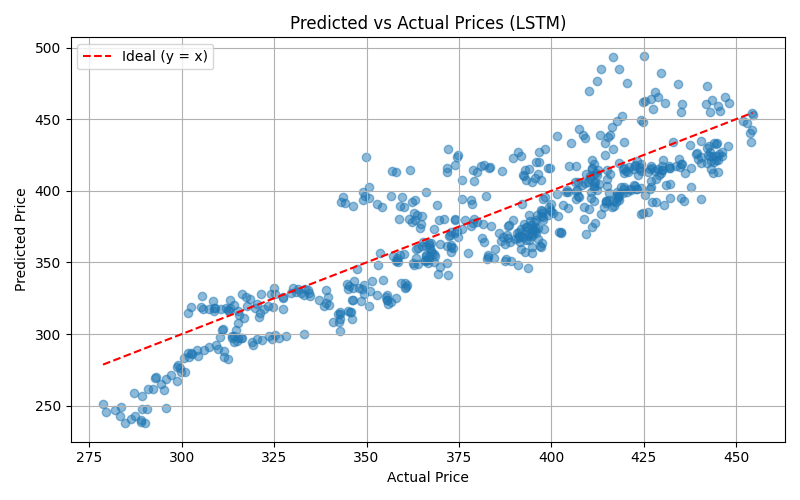 Predicted vs Actual Prices (LSTM)
Ideal (y = x)
Predicted Price
500
450
400
350
300
250
275 300 325 350 375 400 425 450
Actual Price